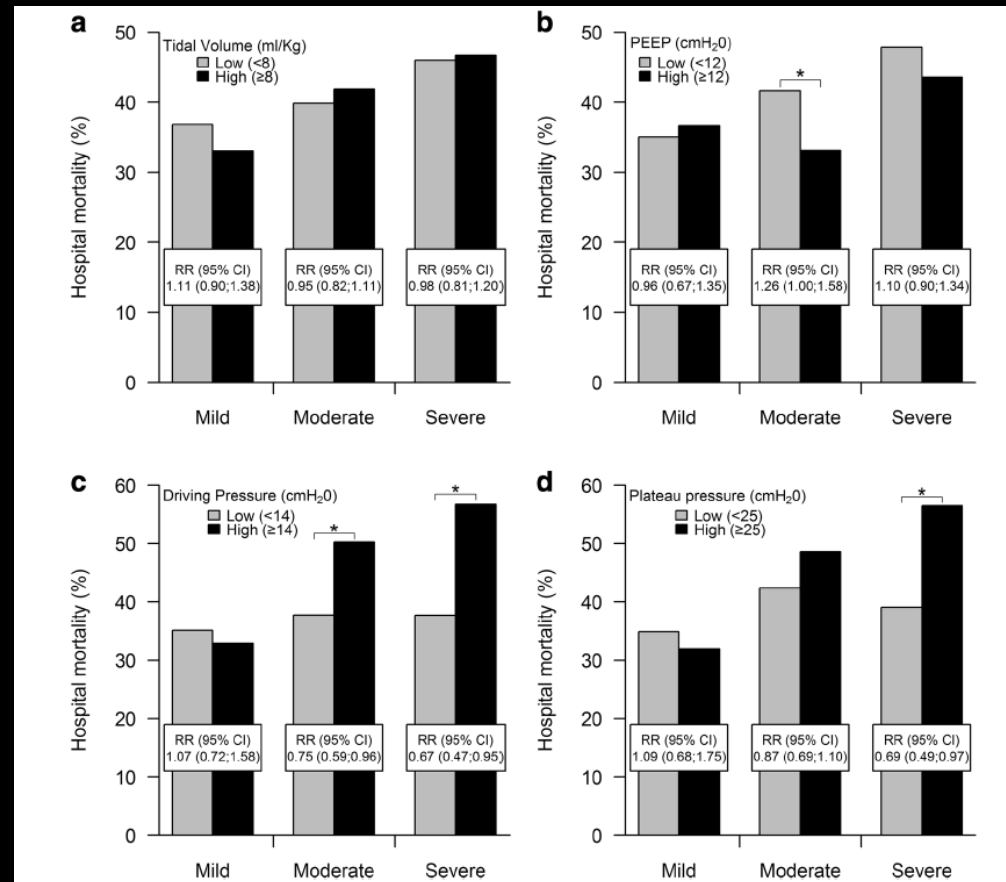 a
Tidal Volume (ml/Kg)
Low (<8)
High (≥8)
Hospital mortality (%)
50
40
30
20
10
0
RR (95% CI)
1.11 (0.90;1.38)
RR (95% CI)
0.95 (0.82;1.11)
RR (95% CI)
0.98 (0.81;1.20)
Mild
Moderate
Severe
b
PEEP (cmH₂0)
Low (<12)
High (≥12)
*
Hospital mortality (%)
50
40
30
20
10
0
RR (95% CI)
0.96 (0.67;1.35)
RR (95% CI)
1.26 (1.00;1.58)
RR (95% CI)
1.10 (0.90;1.34)
Mild
Moderate
Severe
c
Driving Pressure (cmH₂0)
Low (<14)
High (≥14)
*
*
Hospital mortality (%)
60
50
40
30
20
10
0
RR (95% CI)
1.07 (0.72;1.58)
RR (95% CI)
0.75 (0.59;0.96)
RR (95% CI)
0.67 (0.47;0.95)
Mild
Moderate
Severe
d
Plateau pressure (cmH₂0)
Low (<25)
High (≥25)
*
Hospital mortality (%)
60
50
40
30
20
10
0
RR (95% CI)
1.09 (0.68;1.75)
RR (95% CI)
0.87 (0.69;1.10)
RR (95% CI)
0.69 (0.49;0.97)
Mild
Moderate
Severe